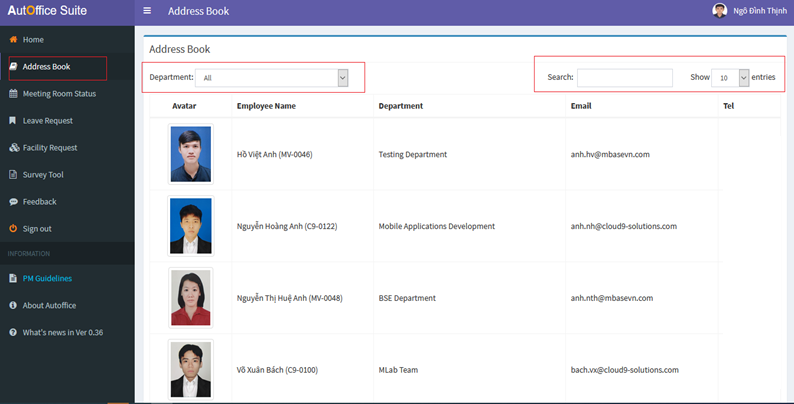 AutOffice Suite
Address Book
Ngô Đình Thịnh
Home
Address Book
Meeting Room Status
Leave Request
Facility Request
Survey Tool
Feedback
Sign out
INFORMATION
PM Guidelines
About Autoffice
What's news in Ver 0.36
Address Book
Department: All
Search: Show 10 entries
Avatar Employee Name Department Email Tel
Hồ Việt Anh (MV-0046) Testing Department anh.hv@mbasevn.com
Nguyễn Hoàng Anh (C9-0122) Mobile Applications Development anh.nh@cloud9-solutions.com
Nguyễn Thị Huệ Anh (MV-0048) BSE Department anh.nth@mbasevn.com
Võ Xuân Bách (C9-0100) MLab Team bach.vx@cloud9-solutions.com